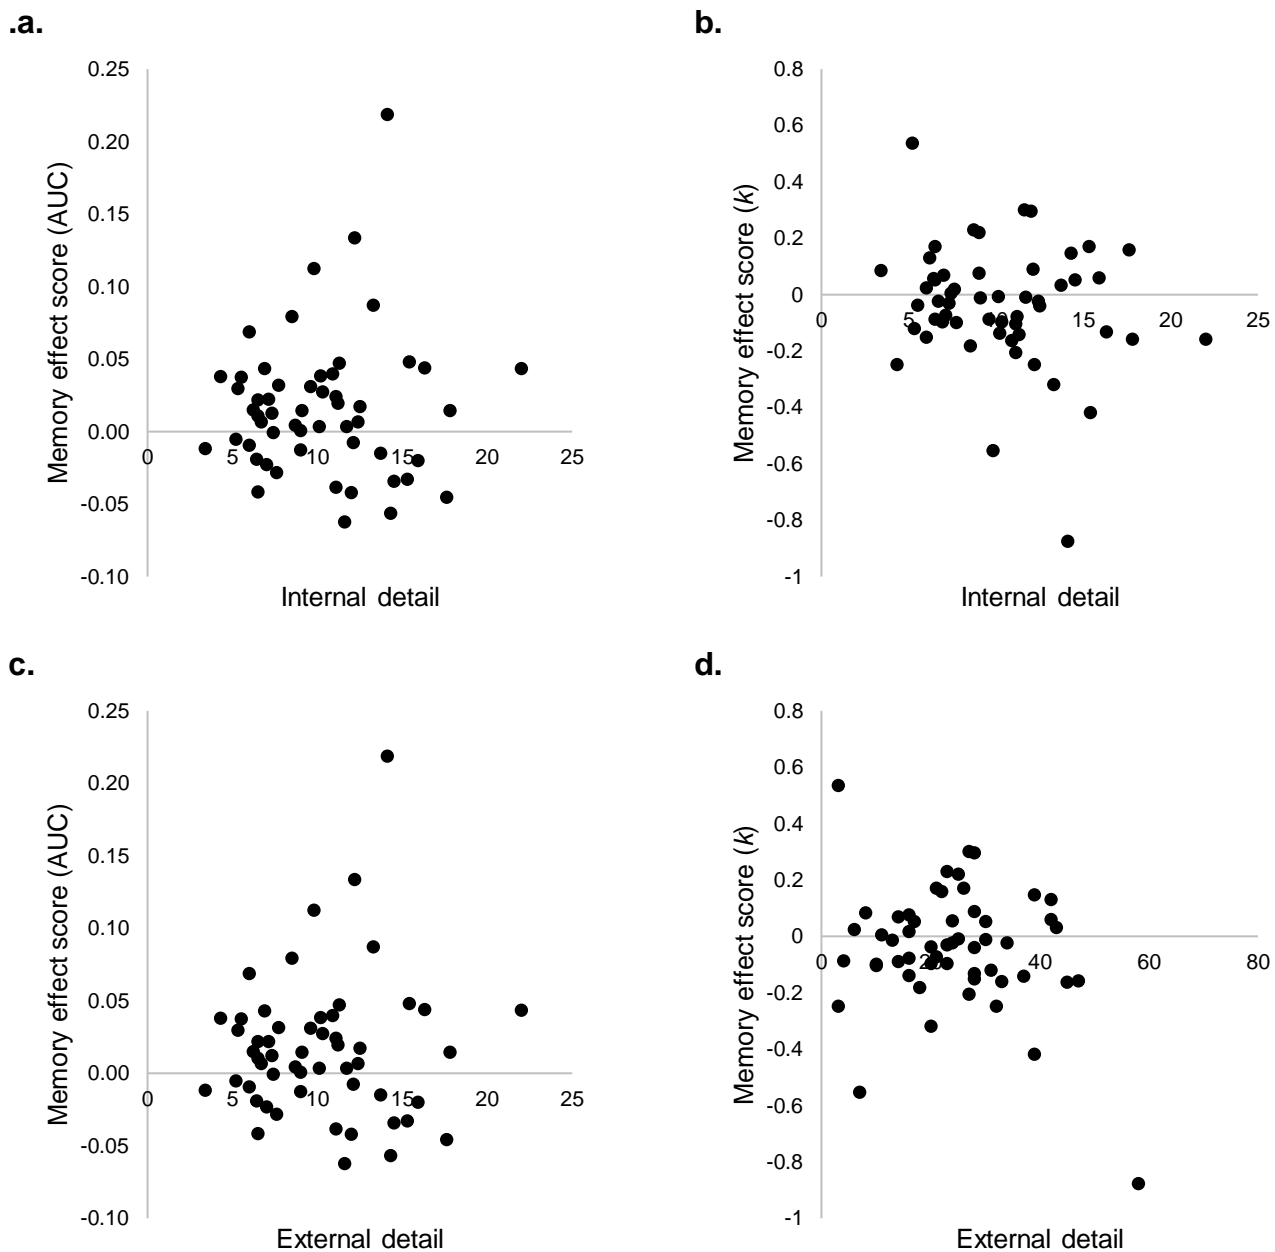 .a.
b.
0.25
0.20
0.15
0.10
0.05
0.00
-0.05
-0.10
Memory effect score (AUC)
0 5 10 15 20 25
Internal detail
0.8
0.6
0.4
0.2
0
-0.2
-0.4
-0.6
-0.8
-1
Memory effect score (k)
0 5 10 15 20 25
Internal detail
c.
d.
0.25
0.20
0.15
0.10
0.05
0.00
-0.05
-0.10
Memory effect score (AUC)
0 5 10 15 20 25
External detail
0.8
0.6
0.4
0.2
0
-0.2
-0.4
-0.6
-0.8
-1
Memory effect score (k)
0 20 40 60 80
External detail